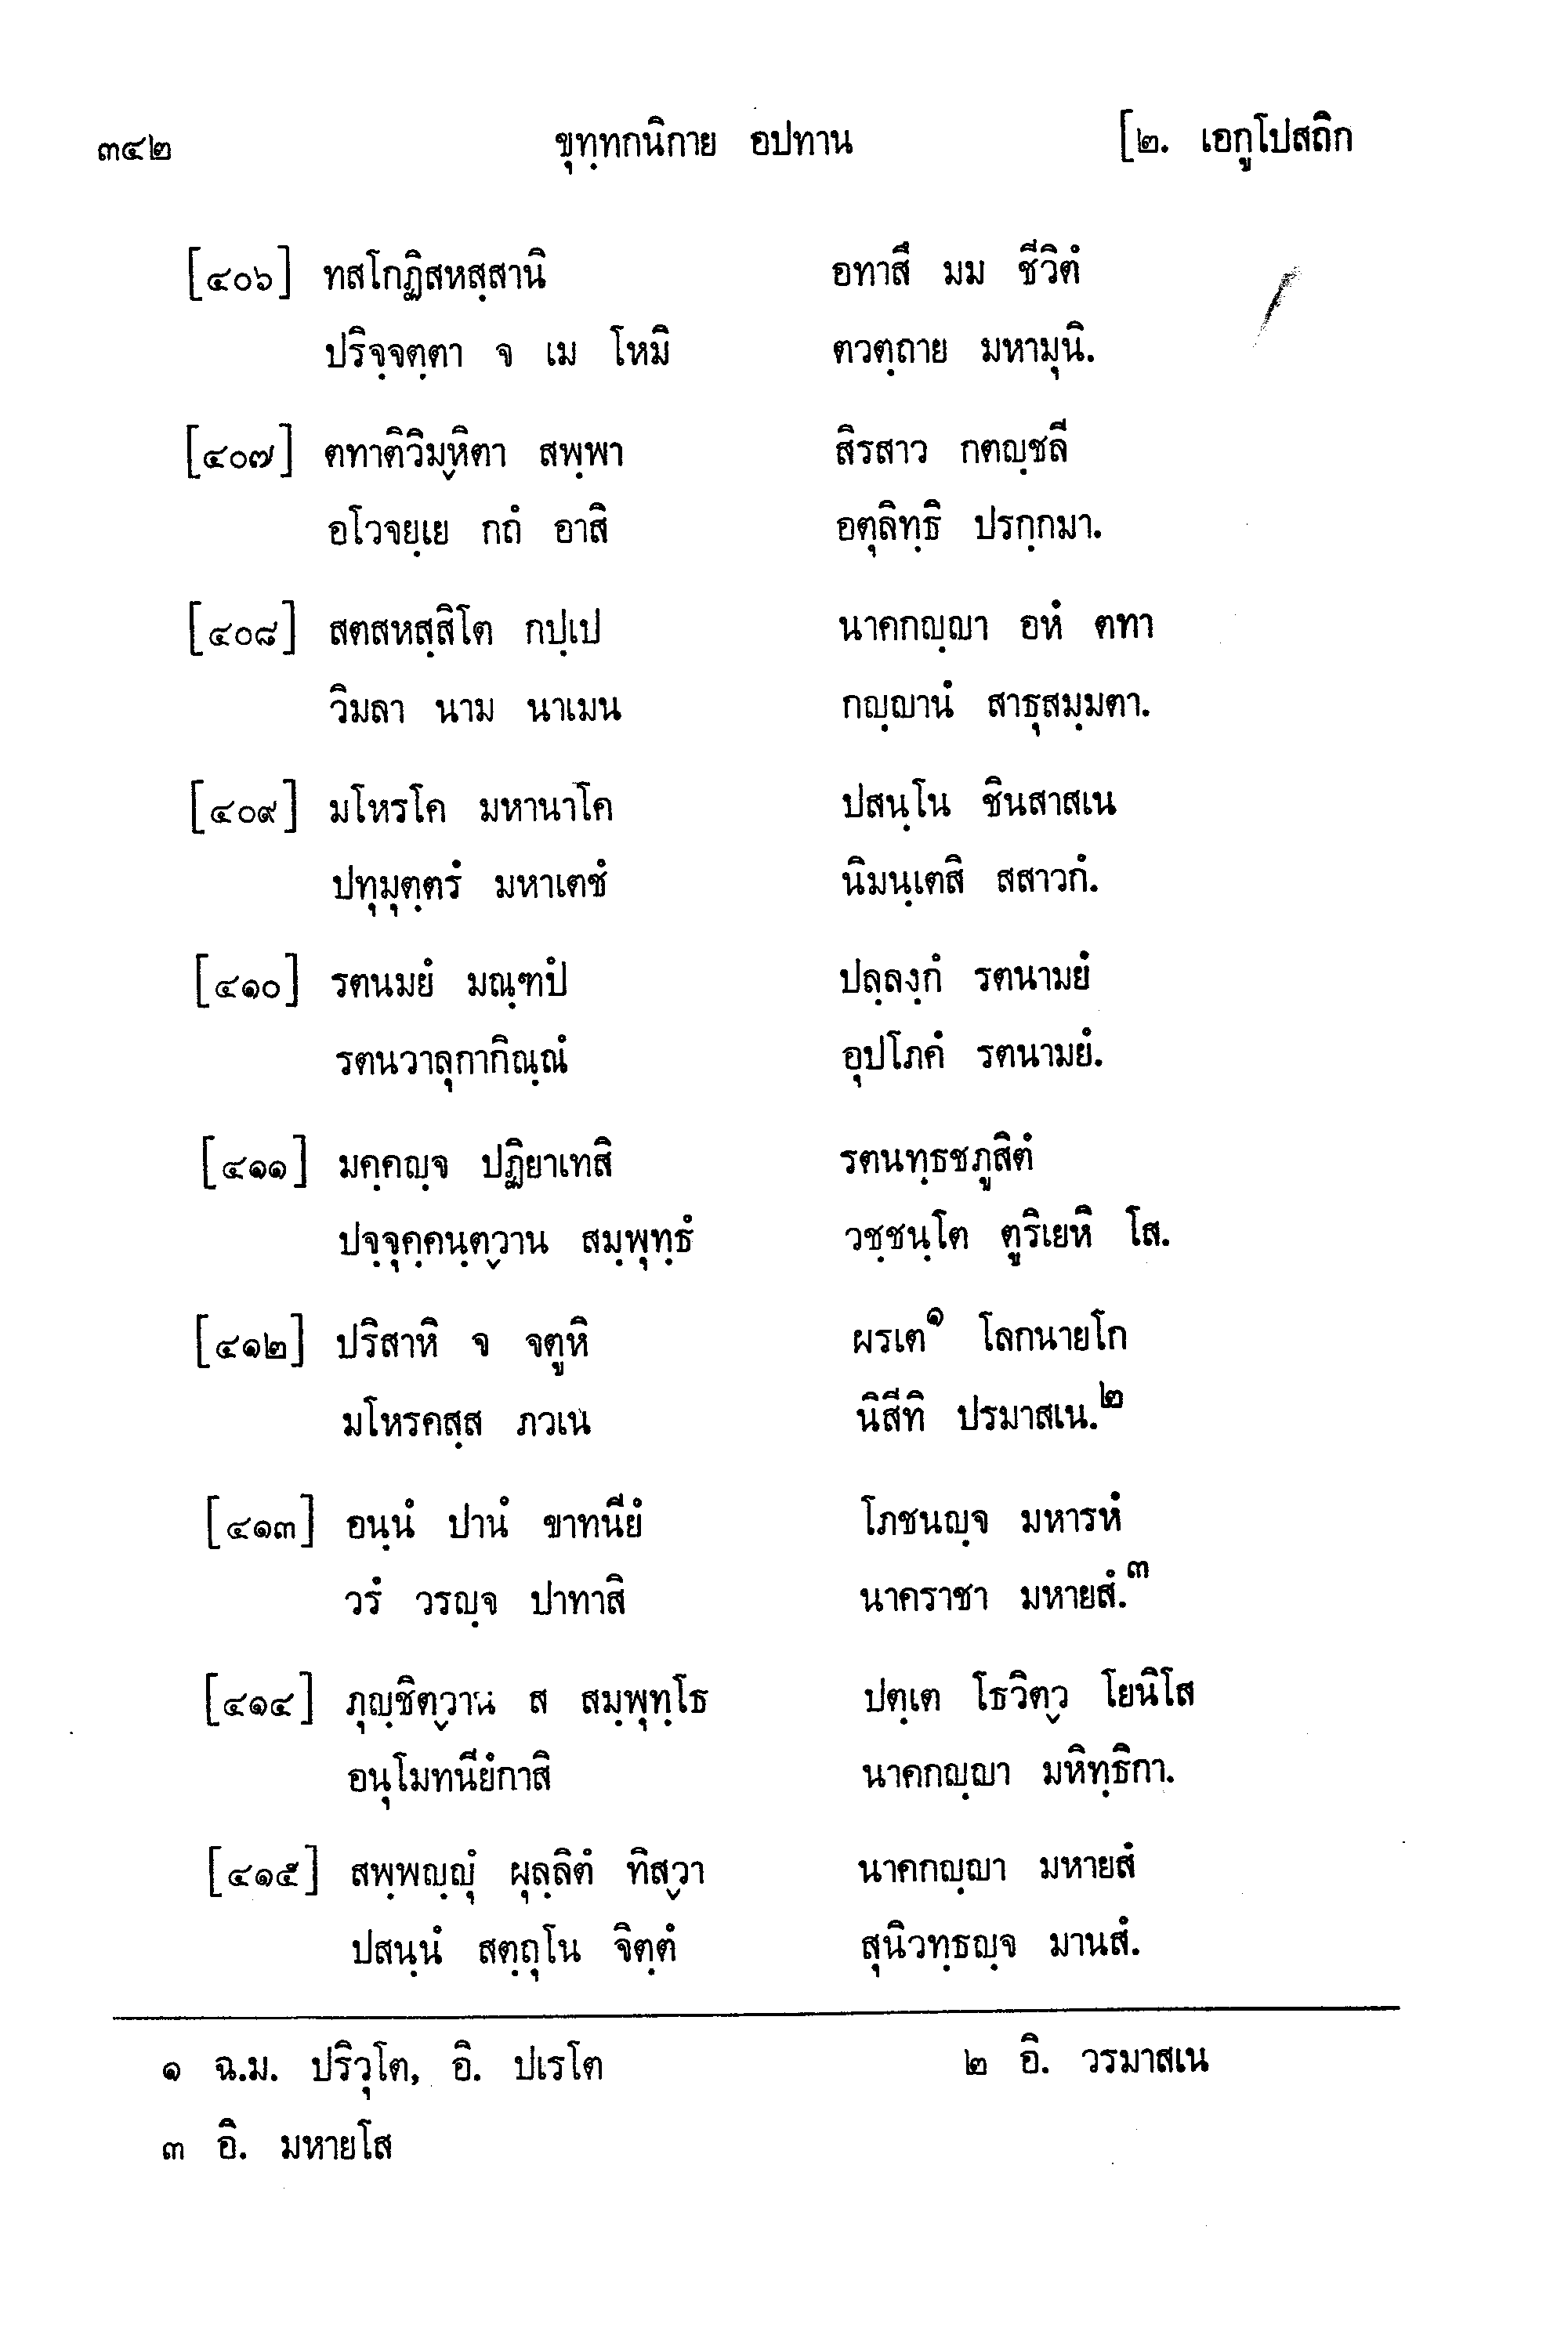 ๓๔๒ ขุทฺทกนิกาย อปทาน [๒. เอกูโปสถิก
[๔๐๖] ทสโกฏิสหสฺสานิ อทาสึ มม ชีวิตํ
ปริจฺจตฺตา จ เม โหมิ ตวตฺถาย มหามุนิ.
[๔๐๗] ตทาติวิมฺหิตา สพฺพา สิรสาว กตญฺชลี
อโวจยฺเย กถํ อาสิ อตุลิทฺธิ ปรกฺกมา.
[๔๐๘] สตสหสฺสิโต กปฺเป นาคกญฺญา อหํ ตทา
วิมลา นาม นาเมน กญฺญานํ สาธุสมฺมตา.
[๔๐๙] มโหรโค มหานาโค ปสนฺโน ชินสาสเน
ปทุมุตฺตรํ มหาเตชํ นิมนฺเตสิ สสาวกํ.
[๔๑๐] รตนมยํ มณฺฑปํ ปลฺลงฺกํ รตนามยํ
รตนวาลุกากิณฺณํ อุปโภคํ รตนามยํ.
[๔๑๑] มคฺคญฺจ ปฏิยาเทสิ รตนทฺธชภูสิตํ
ปจฺจุคฺคนฺตฺวาน สมฺพุทฺธํ วชฺชนฺโต ตูริเยหิ โส.
[๔๑๒] ปริสาหิ จ จตูหิ ผรเต๑ โลกนายโก
มโหรคสฺส ภวเน นิสีทิ ปรมาสเน.๒
[๔๑๓] อนฺนํ ปานํ ขาทนียํ โภชนญฺจ มหารหํ
วรํ วรญฺจ ปาทาสิ นาคราชา มหายสํ.๓
[๔๑๔] ภุญฺชิตฺวาน ส สมฺพุทฺโธ ปตฺเต โธวิตฺว โยนิโส
อนุโมทนียํกาสิ นาคกญฺญา มหิทฺธิกา.
[๔๑๕] สพฺพญฺญุํ ผุลฺลิตํ ทิสฺวา นาคกญฺญา มหายสํ
ปสนฺนํ สตฺถุโน จิตฺตํ สุนิวทฺธญฺจ มานสํ.
๑ ฉ.ม. ปริวุโต, อิ. ปเรโต ๒ อิ. วรมาสเน
๓ อิ. มหายโส